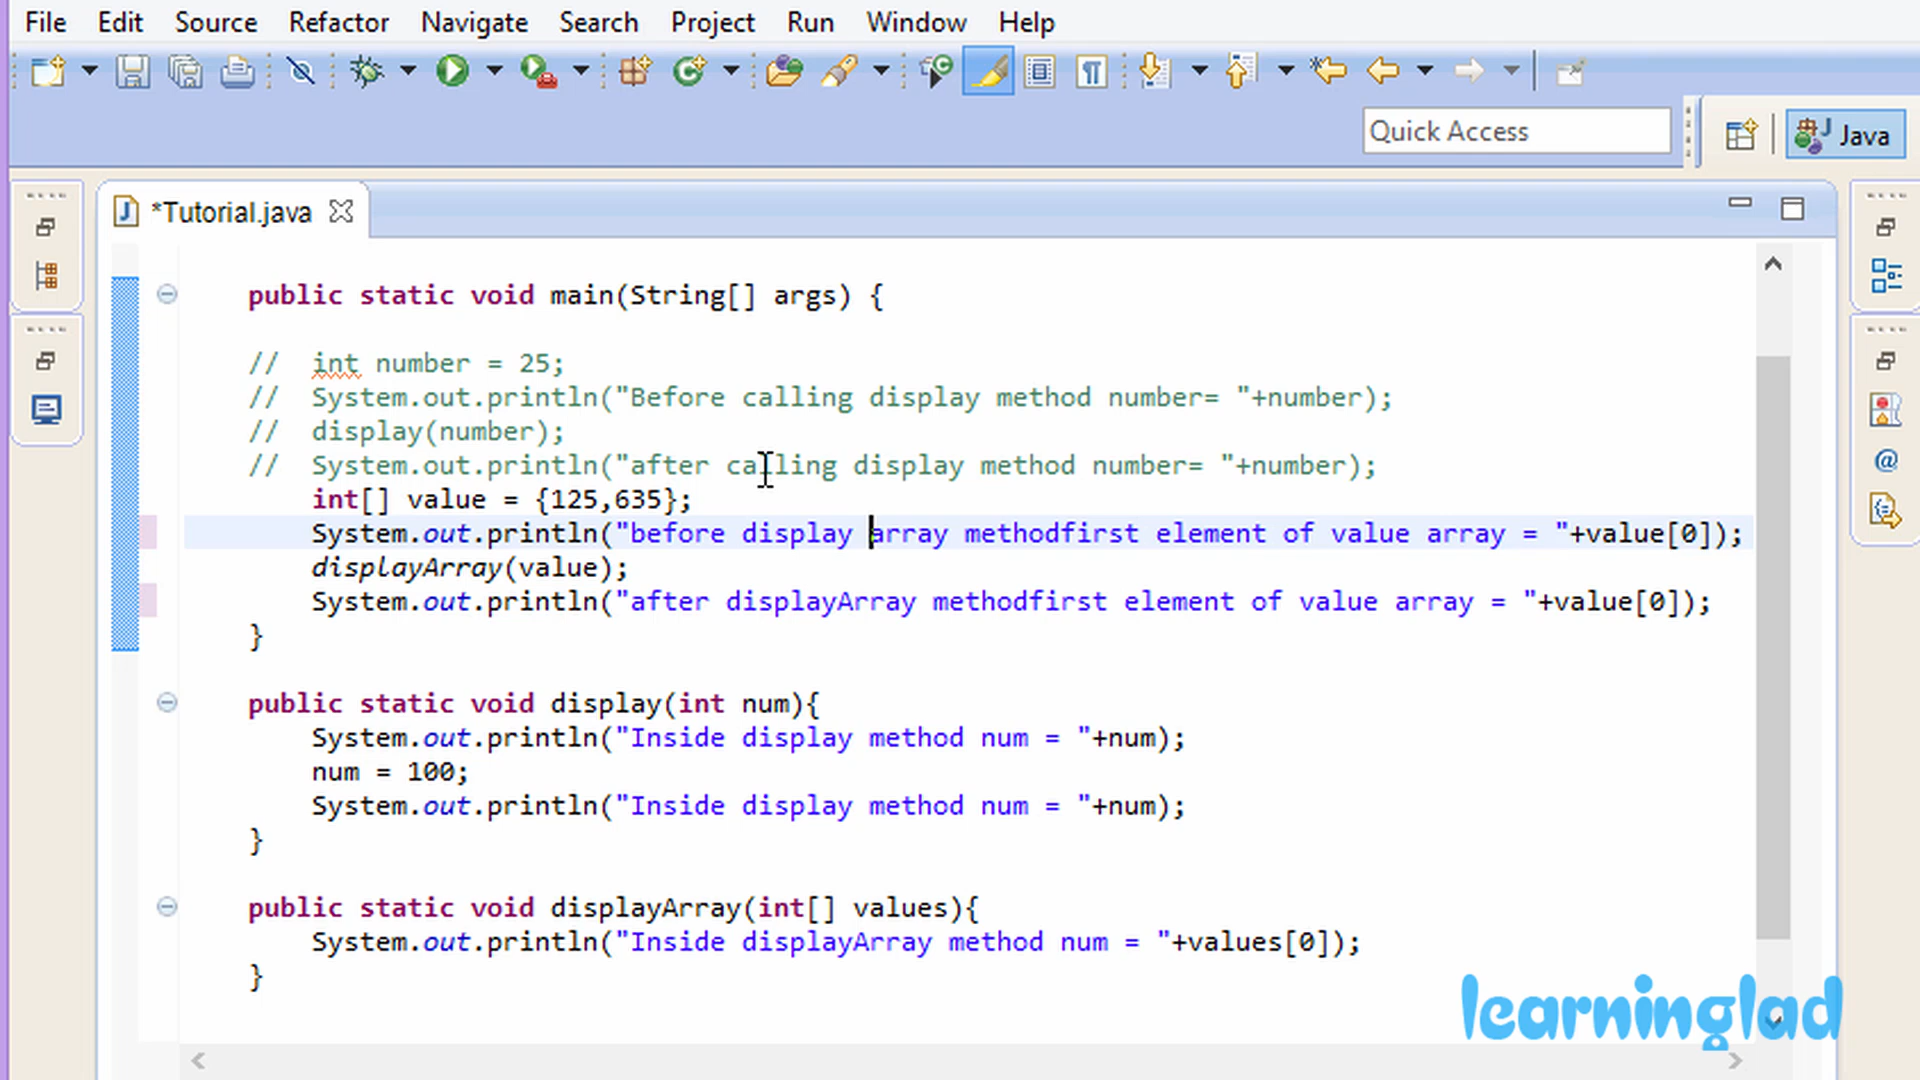 File Edit Source Refactor Navigate Search Project Run Window Help
Quick Access
Java
*Tutorial.java
public static void main(String[] args) {
// int number = 25;
// System.out.println("Before calling display method number= "+number);
// display(number);
// System.out.println("after calling display method number= "+number);
int[] value = {125,635};
System.out.println("before display array methodfirst element of value array = "+value[0]);
displayArray(value);
System.out.println("after displayArray methodfirst element of value array = "+value[0]);
}
public static void display(int num){
System.out.println("Inside display method num = "+num);
num = 100;
System.out.println("Inside display method num = "+num);
}
public static void displayArray(int[] values){
System.out.println("Inside displayArray method num = "+values[0]);
}
learninglad